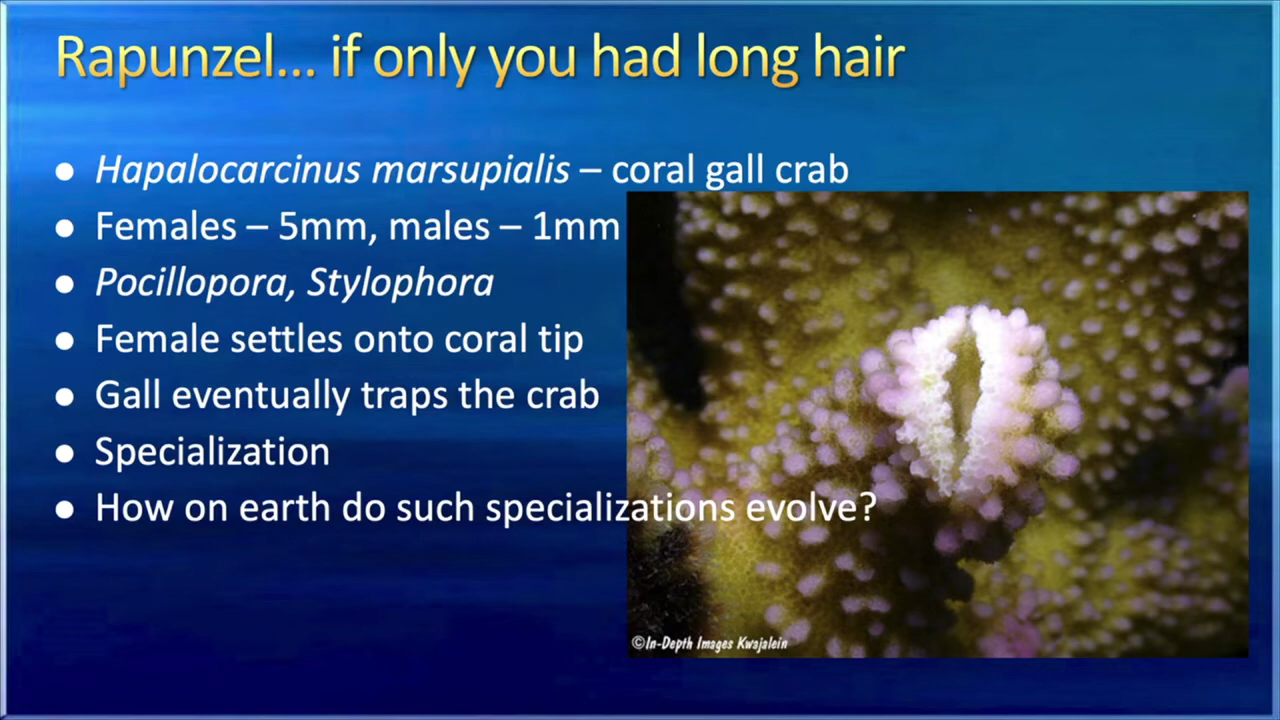 Rapunzel... if only you had long hair
● Hapalocarcinus marsupialis – coral gall crab
● Females – 5mm, males – 1mm
● Pocillopora, Stylophora
● Female settles onto coral tip
● Gall eventually traps the crab
● Specialization
● How on earth do such specializations evolve?
©In-Depth Images Kwajalein